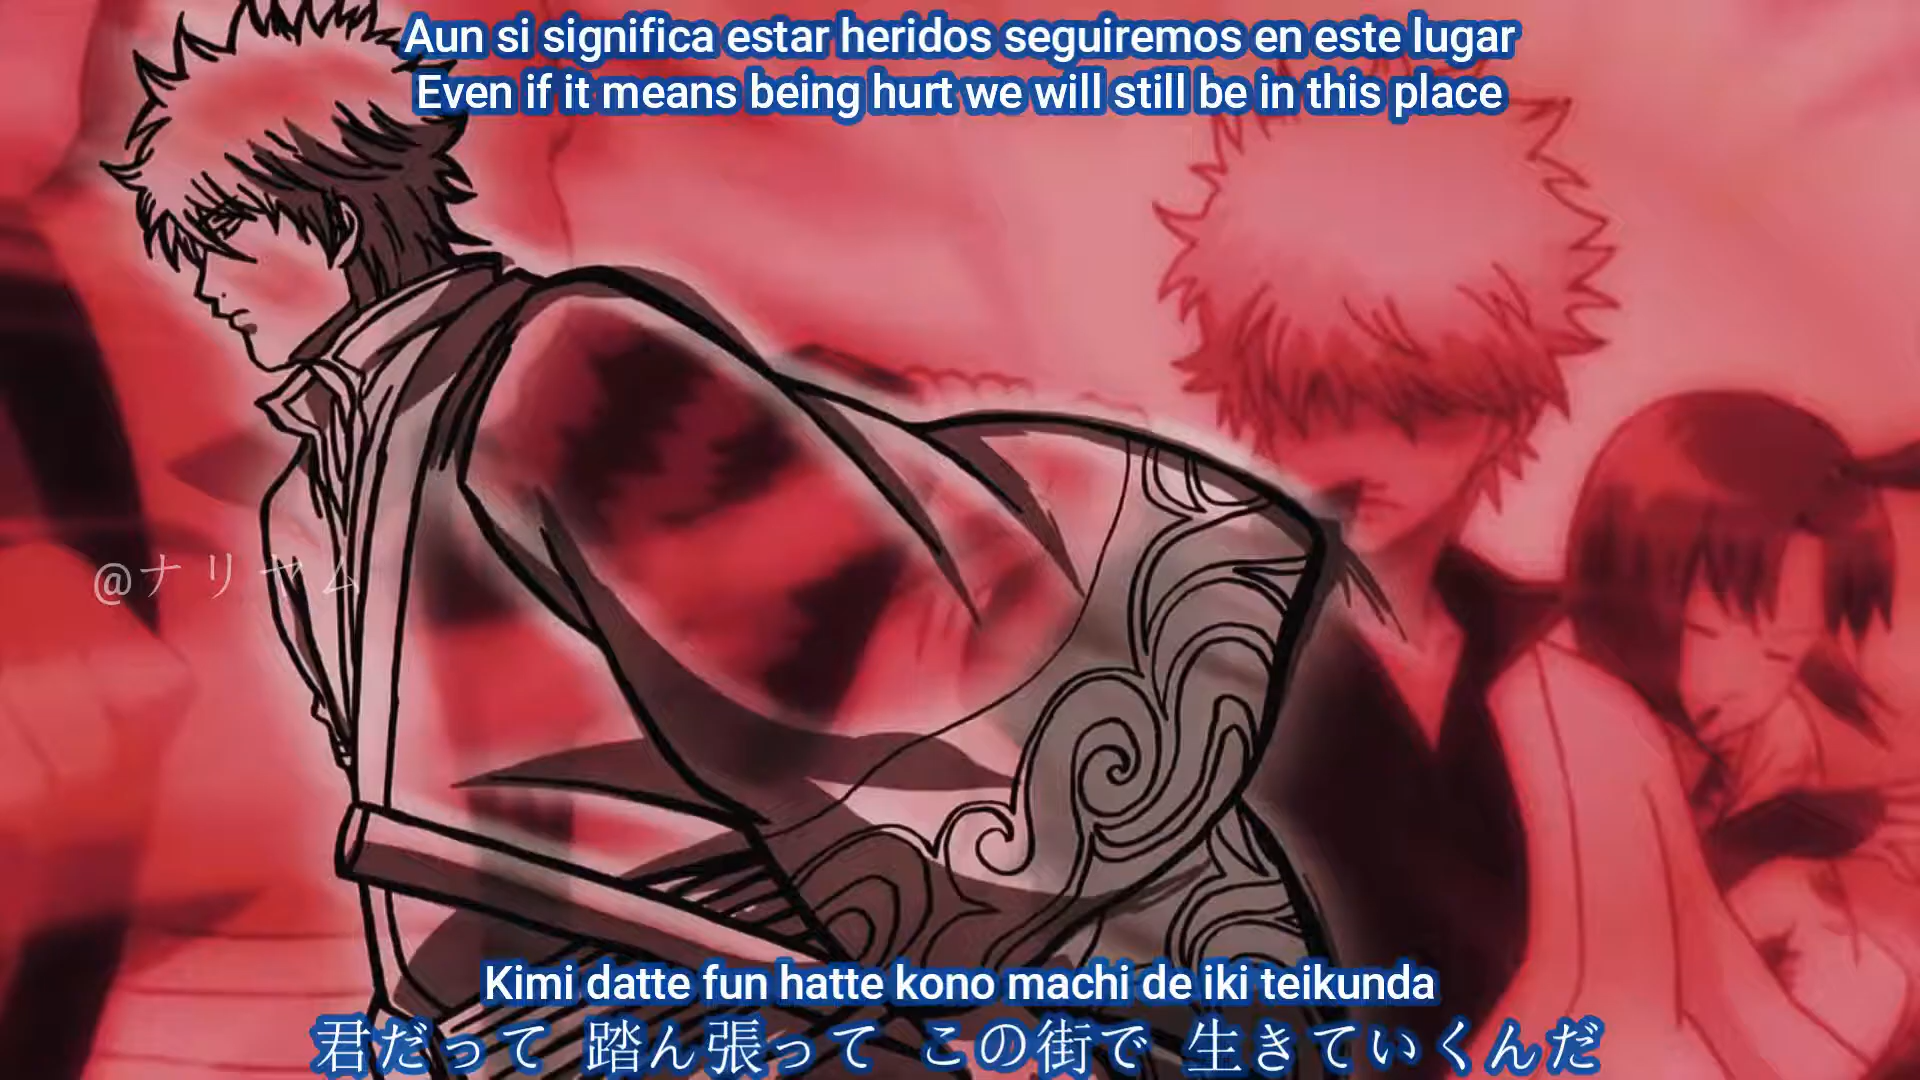 Aun si significa estar heridos seguiremos en este lugar
Even if it means being hurt we will still be in this place
@ナリヤム
Kimi datte fun hatte kono machi de iki teikunda
君だって 踏ん張って この街で 生きていくんだ